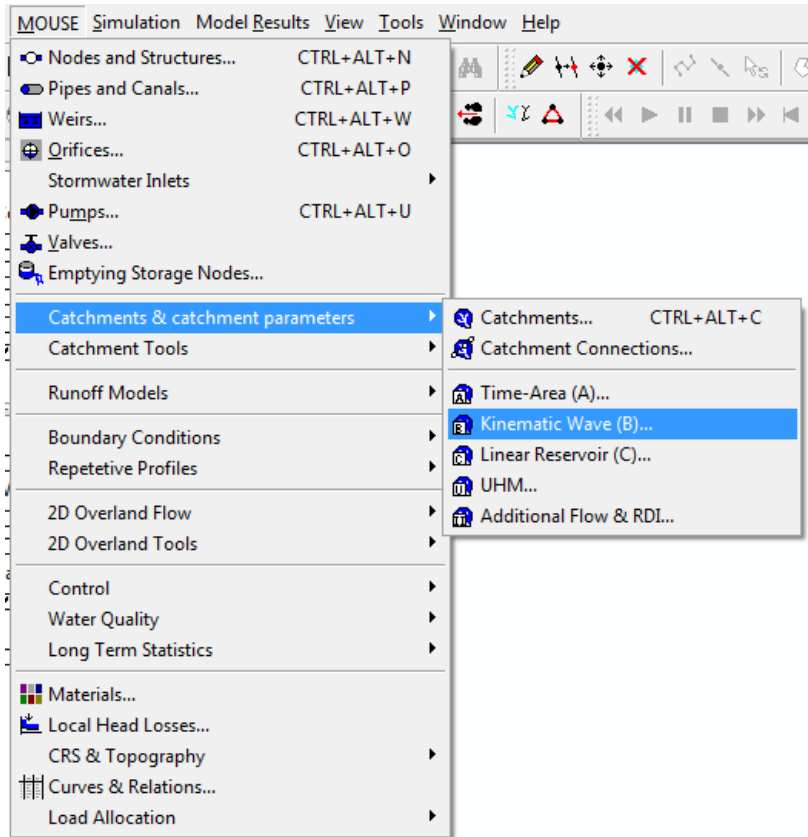 MOUSE Simulation Model Results View Tools Window Help
Nodes and Structures... CTRL+ALT+N
Pipes and Canals... CTRL+ALT+P
Weirs... CTRL+ALT+W
Orifices... CTRL+ALT+O
Stormwater Inlets
Pumps... CTRL+ALT+U
Valves...
Emptying Storage Nodes...
Catchments & catchment parameters
Catchment Tools
Runoff Models
Boundary Conditions
Repetetive Profiles
2D Overland Flow
2D Overland Tools
Control
Water Quality
Long Term Statistics
Materials...
Local Head Losses...
CRS & Topography
Curves & Relations...
Load Allocation
Catchments... CTRL+ALT+C
Catchment Connections...
Time-Area (A)...
Kinematic Wave (B)...
Linear Reservoir (C)...
UHM...
Additional Flow & RDI...